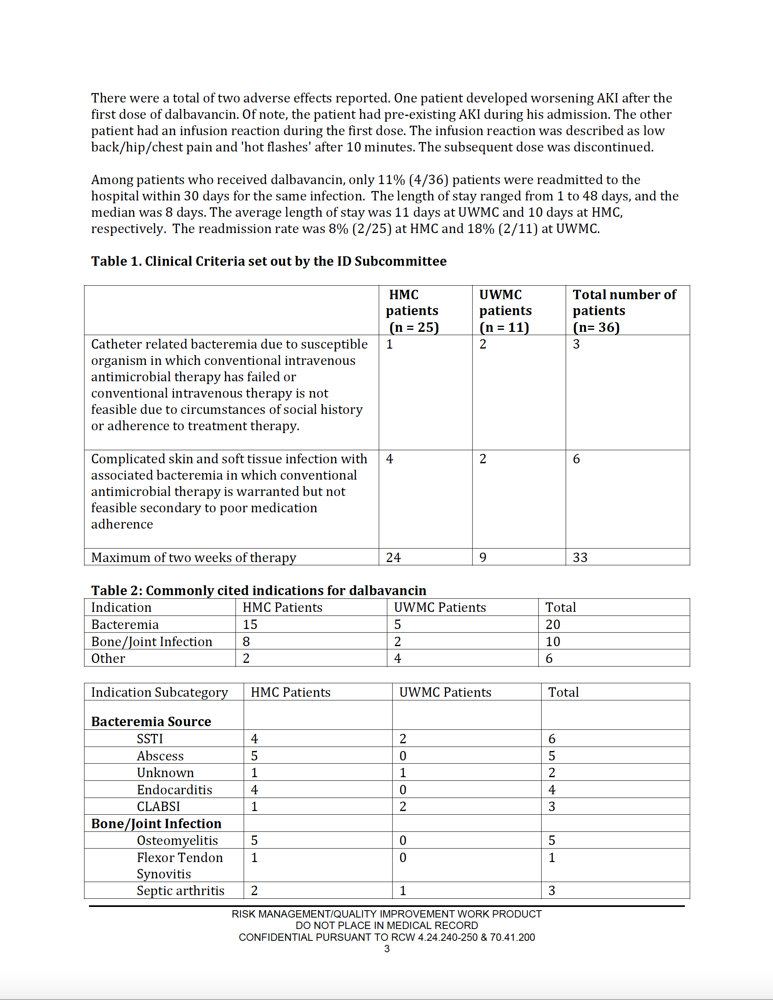 There were a total of two adverse effects reported. One patient developed worsening AKI after the
first dose of dalbavancin. Of note, the patient had pre-existing AKI during his admission. The other
patient had an infusion reaction during the first dose. The infusion reaction was described as low
back/hip/chest pain and 'hot flashes' after 10 minutes. The subsequent dose was discontinued.
Among patients who received dalbavancin, only 11% (4/36) patients were readmitted to the
hospital within 30 days for the same infection.  The length of stay ranged from 1 to 48 days, and the
median was 8 days. The average length of stay was 11 days at UWMC and 10 days at HMC,
respectively.  The readmission rate was 8% (2/25) at HMC and 18% (2/11) at UWMC.
Table 1. Clinical Criteria set out by the ID Subcommittee
HMC patients (n = 25) UWMC patients (n = 11) Total number of patients (n= 36)
Catheter related bacteremia due to susceptible 1 2 3
organism in which conventional intravenous
antimicrobial therapy has failed or
conventional intravenous therapy is not
feasible due to circumstances of social history
or adherence to treatment therapy.
Complicated skin and soft tissue infection with 4 2 6
associated bacteremia in which conventional
antimicrobial therapy is warranted but not
feasible secondary to poor medication
adherence
Maximum of two weeks of therapy 24 9 33
Table 2: Commonly cited indications for dalbavancin
Indication HMC Patients UWMC Patients Total
Bacteremia 15 5 20
Bone/Joint Infection 8 2 10
Other 2 4 6
Indication Subcategory HMC Patients UWMC Patients Total
Bacteremia Source
SSTI 4 2 6
Abscess 5 0 5
Unknown 1 1 2
Endocarditis 4 0 4
CLABSI 1 2 3
Bone/Joint Infection
Osteomyelitis 5 0 5
Flexor Tendon 1 0 1
Synovitis
Septic arthritis 2 1 3
RISK MANAGEMENT/QUALITY IMPROVEMENT WORK PRODUCT
DO NOT PLACE IN MEDICAL RECORD
CONFIDENTIAL PURSUANT TO RCW 4.24.240-250 & 70.41.200
3